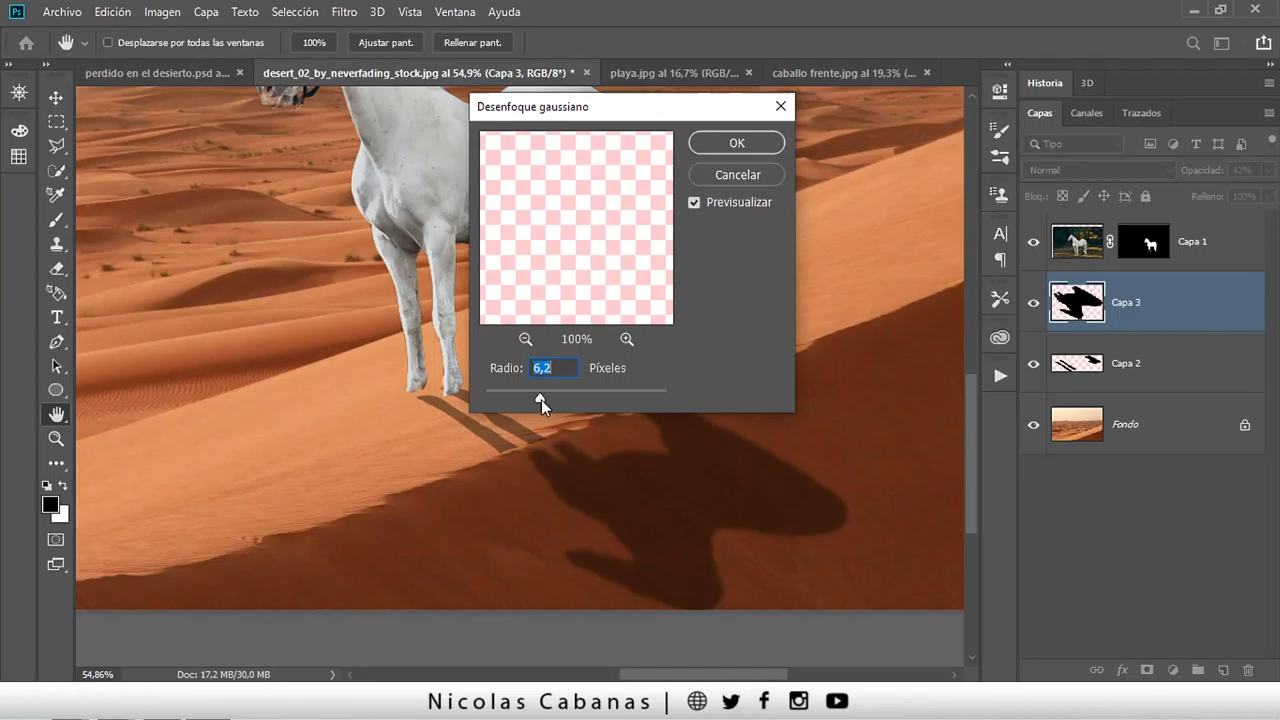 Ps Archivo Edición Imagen Capa Texto Selección Filtro 3D Vista Ventana Ayuda
Desplazarse por todas las ventanas 100% Ajustar pant. Rellenar pant.
perdido en el desierto.psd a... × desert_02_by_neverfading_stock.jpg al 54,9% (Capa 3, RGB/8*) * × playa.jpg al 16,7% (RGB/... × caballo frente.jpg al 19,3% (... ×
Historia 3D
Desenfoque gaussiano
Capas Canales Trazados
OK
Tipo
Cancelar
Normal Opacidad: 42%
Previsualizar
Bloq.: Relleno: 100%
Capa 1
Capa 3
100%
Radio: 6,2 Píxeles
Capa 2
Fondo
54,86% Doc: 17,2 MB/30,0 MB
Nicolas Cabanas |